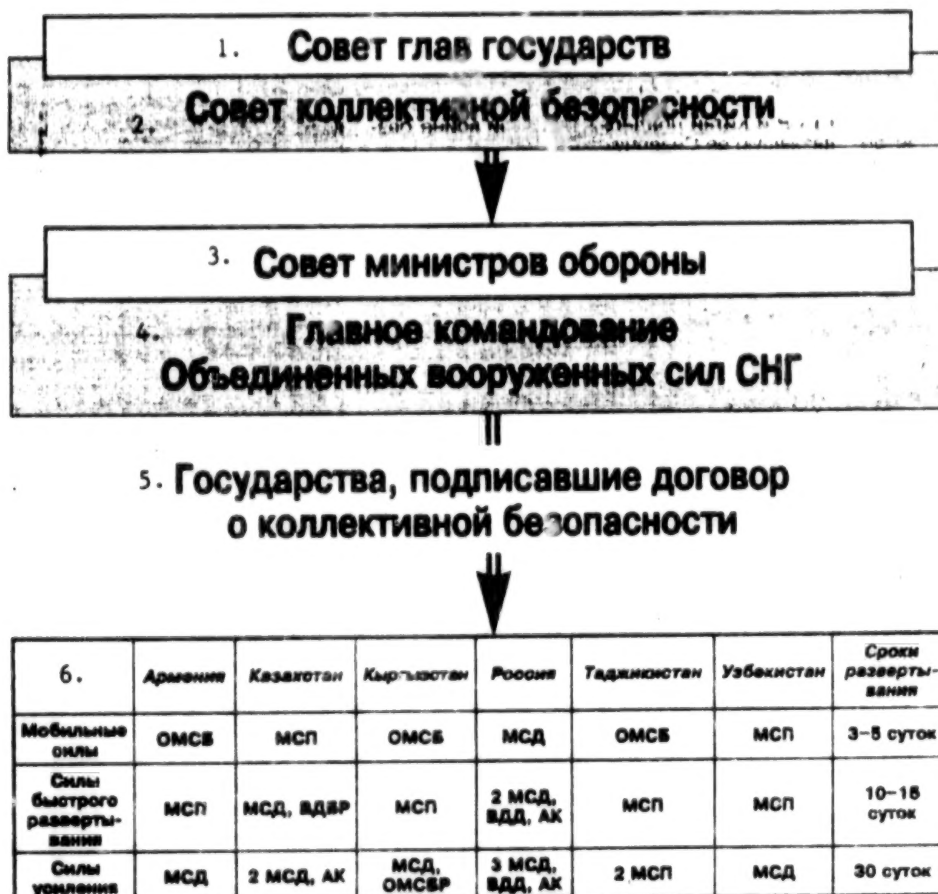 1. Совет глав государств
2. Совет коллективной безопасности
3. Совет министров обороны
4. Главное командование
Объединенных вооруженных сил СНГ
5. Государства, подписавшие договор
о коллективной безопасности
6. Армения Казахстан Кыргызстан Россия Таджикистан Узбекистан Сроки
разверты-
вания
Мобильные
силы ОМСБ МСП ОМСБ МСД ОМСБ МСП 3–5 суток
Силы
быстрого
разверты-
вания МСП МСД, ВДБР МСП 2 МСД,
ВДД, АК МСП МСП 10–15
суток
Силы
усиления МСД 2 МСД, АК МСД,
ОМСБР 3 МСД,
ВДД, АК 2 МСП МСД 30 суток